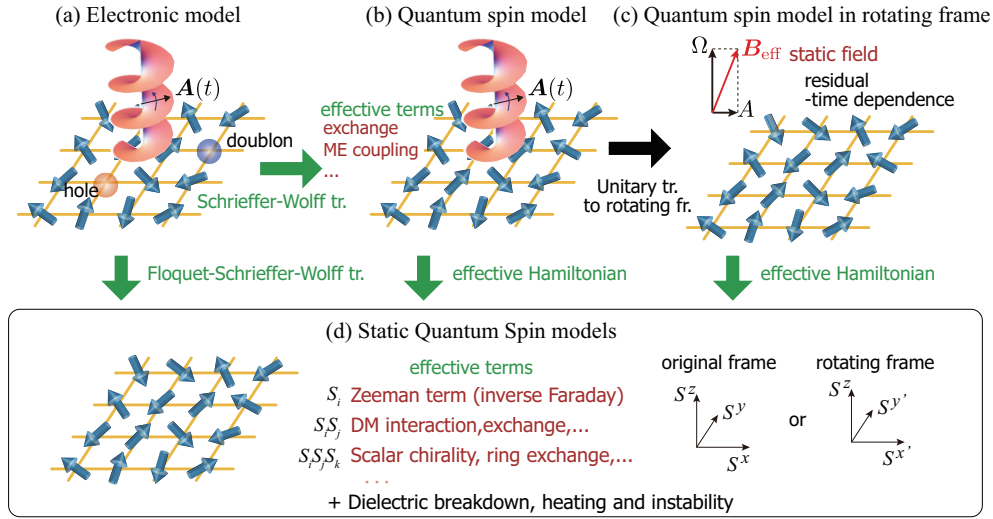 (a) Electronic model
(b) Quantum spin model
(c) Quantum spin model in rotating frame
A(t)
doublon
hole
effective terms
exchange
ME coupling
...
Schrieffer-Wolff tr.
A(t)
Unitary tr.
to rotating fr.
Ω
B_eff static field
A
residual
-time dependence
Floquet-Schrieffer-Wolff tr.
effective Hamiltonian
effective Hamiltonian
(d) Static Quantum Spin models
effective terms
S_i Zeeman term (inverse Faraday)
S_iS_j DM interaction,exchange,...
S_iS_jS_k Scalar chirality, ring exchange,...
...
+ Dielectric breakdown, heating and instability
original frame
S^z
S^y
S^x
or
rotating frame
S^z
S^y'
S^x'